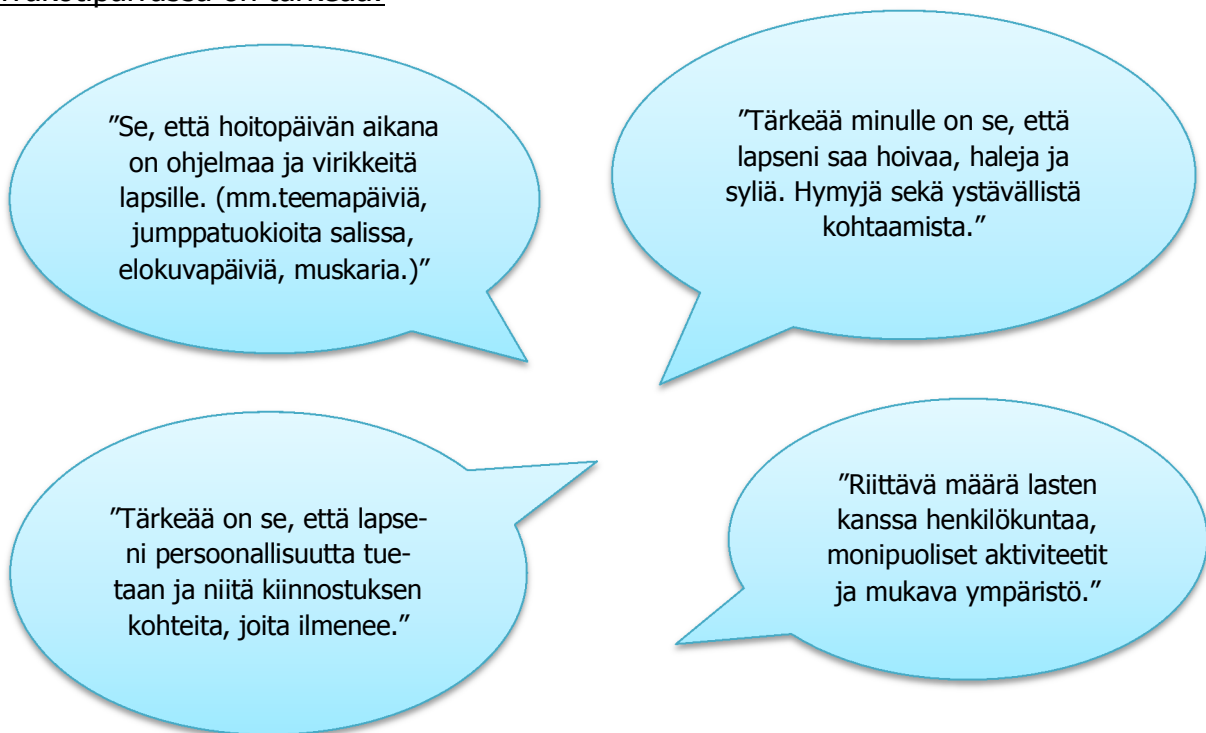 on tärkeää:
"Se, että hoitopäivän aikana
on ohjelmaa ja virikkeitä
lapsille. (mm.teemapäiviä,
jumppatuokioita salissa,
elokuvapäiviä, muskaria.)"
"Tärkeää minulle on se, että
lapseni saa hoivaa, haleja ja
syliä. Hymyjä sekä ystävällistä
kohtaamista."
"Tärkeää on se, että lapse-
ni persoonallisuutta tue-
taan ja niitä kiinnostuksen
kohteita, joita ilmenee."
"Riittävä määrä lasten
kanssa henkilökuntaa,
monipuoliset aktiviteetit
ja mukava ympäristö."